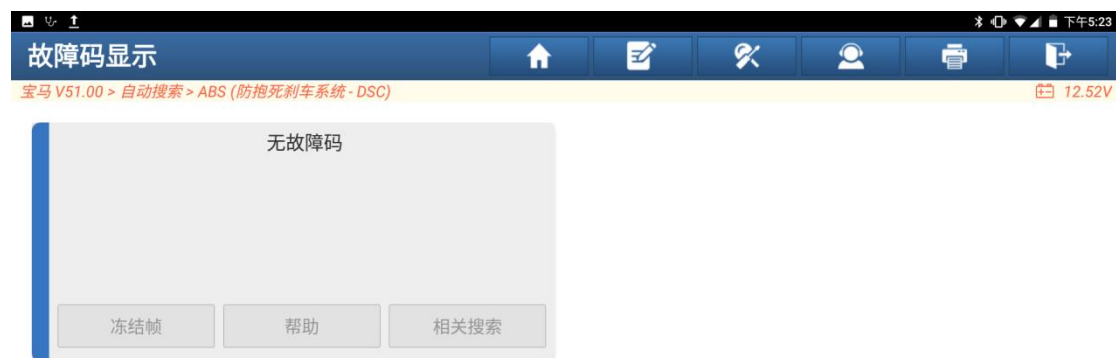 下午5:23
故障码显示
宝马 V51.00 > 自动搜索 > ABS (防抱死刹车系统 - DSC)
12.52V
无故障码
冻结帧
帮助
相关搜索